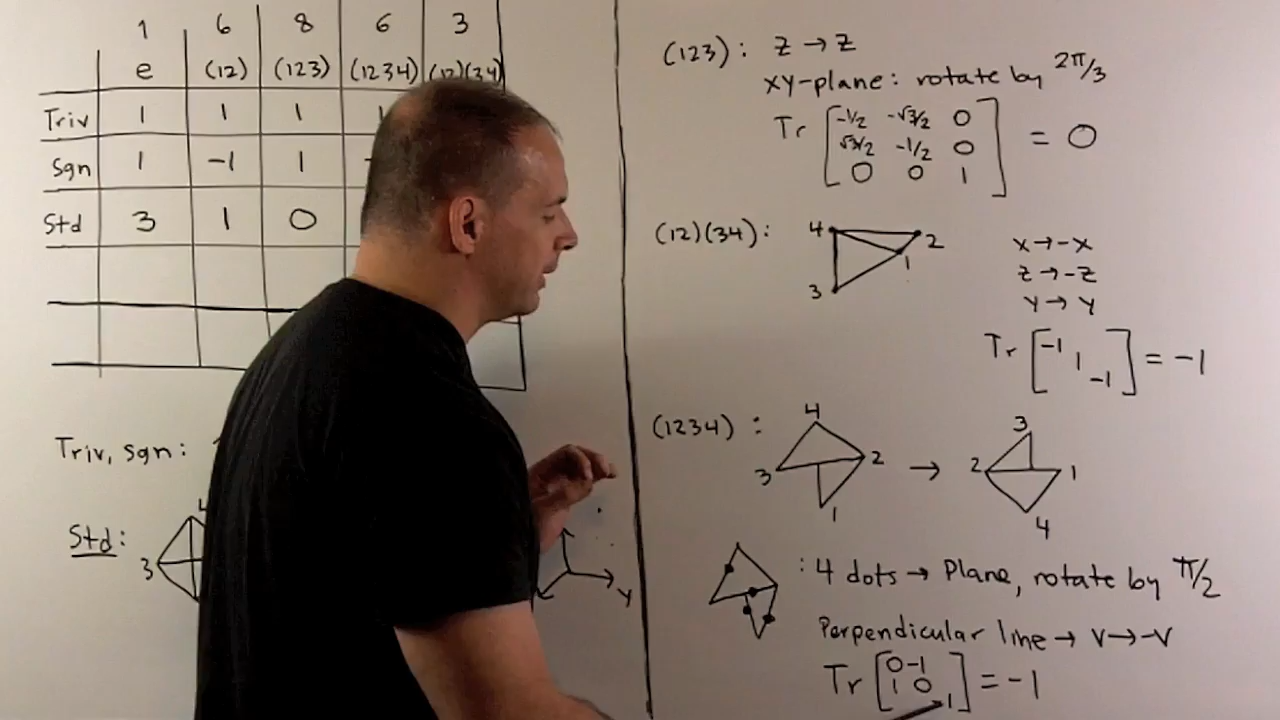 1 6 8 6 3
e (12) (123) (1234) (12)(34)
Triv 1 1 1
Sgn 1 -1 1
Std 3 1 0
Triv, sgn:
Std:
3
Y
(123): Z → Z
XY-plane: rotate by 2π/3
Tr [ -1/2 -√3/2 0
√3/2 -1/2 0 = 0
0 0 1 ]
(12)(34): 4 2
1
3
X → -X
Z → -Z
Y → Y
Tr [ -1 1 -1 ] = -1
(1234): 4 3
3 2 → 2 1
1 4
: 4 dots → Plane, rotate by π/2
Perpendicular line → V → -V
Tr [ 0 -1
1 0 = -1
-1 ]